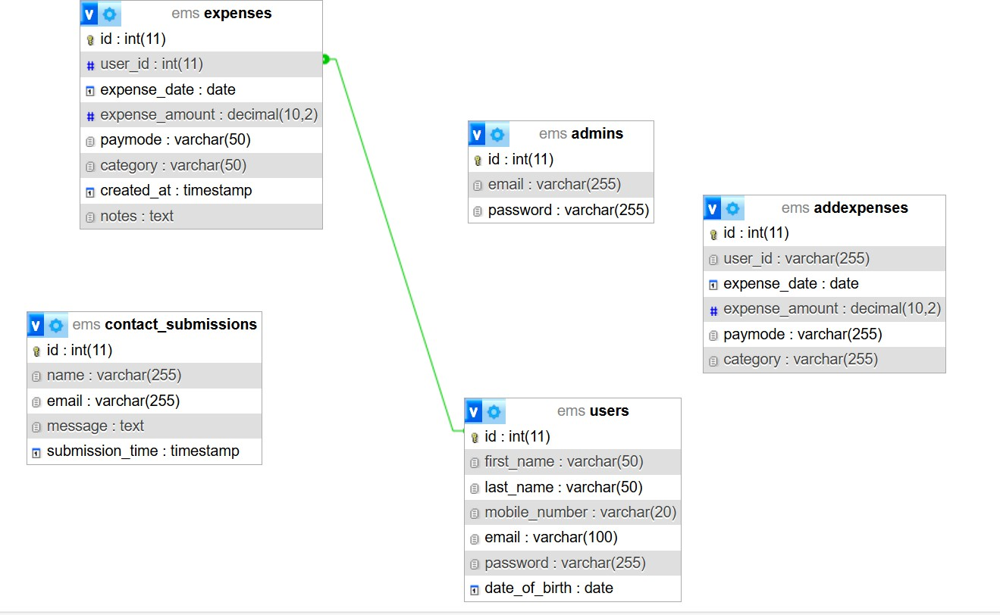 v ems expenses
id : int(11)
# user_id : int(11)
expense_date : date
# expense_amount : decimal(10,2)
paymode : varchar(50)
category : varchar(50)
created_at : timestamp
notes : text
v ems admins
id : int(11)
email : varchar(255)
password : varchar(255)
v ems addexpenses
id : int(11)
user_id : varchar(255)
expense_date : date
# expense_amount : decimal(10,2)
paymode : varchar(255)
category : varchar(255)
v ems contact_submissions
id : int(11)
name : varchar(255)
email : varchar(255)
message : text
submission_time : timestamp
v ems users
id : int(11)
first_name : varchar(50)
last_name : varchar(50)
mobile_number : varchar(20)
email : varchar(100)
password : varchar(255)
date_of_birth : date